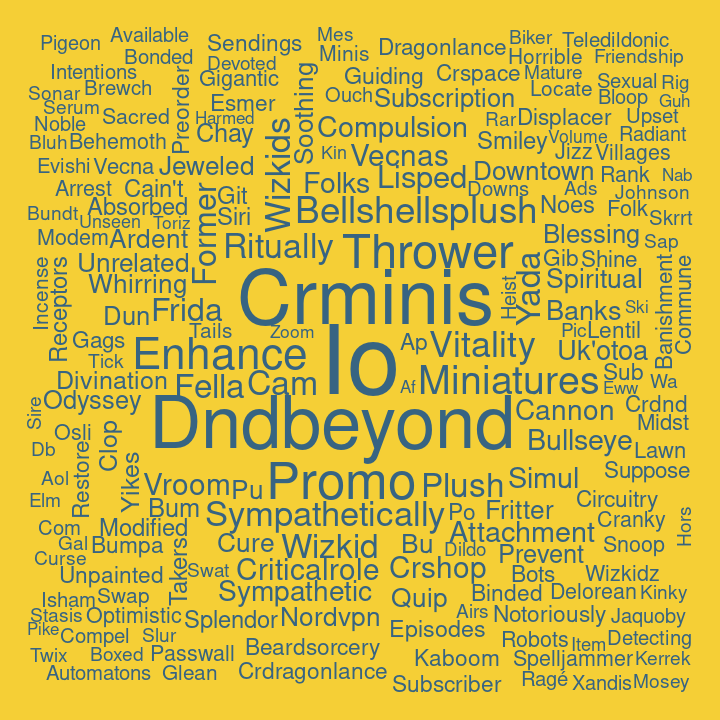 Pigeon
Available
Bonded
Sendings
Devoted
Mes
Minis
Dragonlance
Biker
Teledildonic
Horrible
Friendship
Intentions
Brewch
Preorder
Gigantic
Soothing
Guiding
Crspace
Mature
Sexual
Rig
Sonar
Serum
Sacred
Esmer
Harmed
Ouch
Subscription
Locate
Bloop
Guh
Noble
Chay
Wizkids
Compulsion
Rar
Displacer
Upset
Bluh
Behemoth
Kin
Vecnas
Smiley
Volume
Radiant
Evishi
Vecna
Jeweled
Folks
Lisped
Downtown
Jizz
Villages
Arrest
Cain't
Former
Git
Downs
Ads
Rank
Nab
Johnson
Bundt
Absorbed
Unseen
Toriz
Siri
Bellshellsplush
Noes
Folk
Skrrt
Modem
Ardent
Ritually
Thrower
Blessing
Sap
Incense
Receptors
Unrelated
Yada
Gib
Shine
Banishment
Commune
Whirring
Crminis
Heist
Spiritual
Dun
Frida
Banks
Ski
Gags
Tails
Zoom
Io
Ap
Vitality
Pic
Lentil
Tick
Enhance
Uk'otoa
Divination
Fella
Cam
Af
Miniatures
Sub
Eww
Wa
Sire
Odyssey
Dndbeyond
Cannon
Crdnd
Midst
Osli
Clop
Bullseye
Db
Lawn
Aol
Restore
Yikes
Vroom
Pu
Promo
Plush
Simul
Suppose
Elm
Bum
Sympathetically
Po
Fritter
Circuitry
Com
Modified
Takersd
Attachment
Cranky
Hors
Gal
Bumpa
Cure
Wizkid
Bu
Dildo
Prevent
Snoop
Curse
Unpainted
Swat
Criticalrole
Crshop
Bots
Wizkidz
Isham
Swap
Sympathetic
Quip
Binded
Delorean
Kinky
Stasis
Optimistic
Splendor
Nordvpn
Airs
Notoriously
Jaquoby
Pike
Compel
Slur
Episodes
Robots
Item
Detecting
Twix
Boxed
Passwall
Beardsorcery
Kaboom
Spelljammer
Kerrek
Automatons
Glean
Crdragonlance
Subscriber
Ragé
Xandis
Mosey